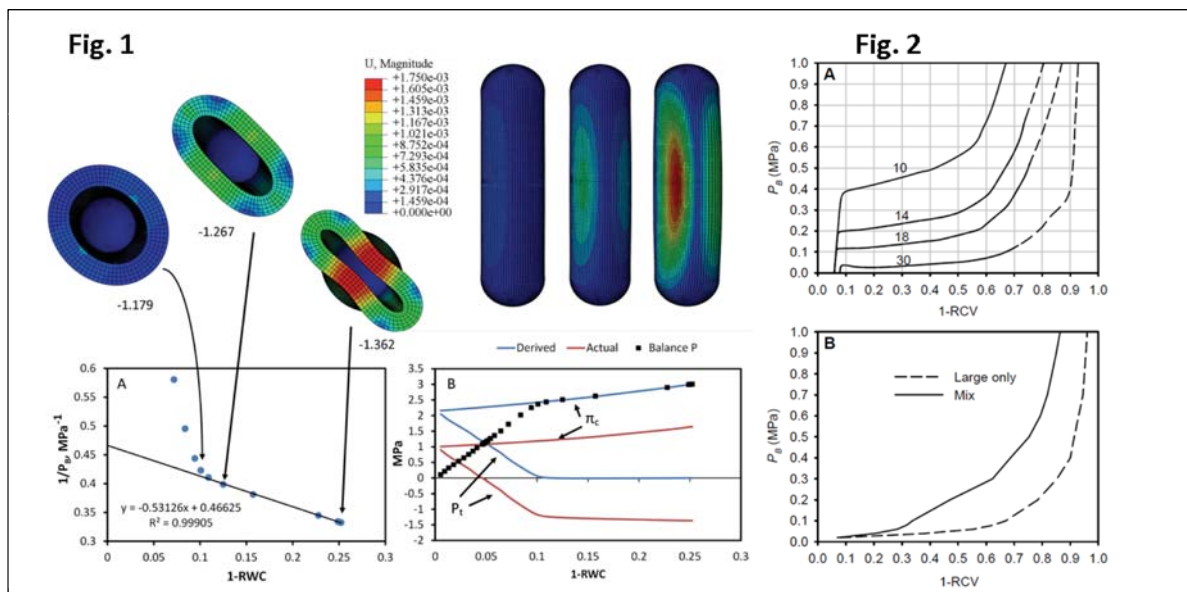 Fig. 1
Fig. 2
U, Magnitude
+1.750e-03
+1.605e-03
+1.459e-03
+1.313e-03
+1.167e-03
+1.021e-03
+8.752e-04
+7.293e-04
+5.835e-04
+4.376e-04
+2.917e-04
+1.459e-04
+0.000e+00
-1.179
-1.267
-1.362
A
1/P_B, MPa⁻¹
0.6
0.55
0.5
0.45
0.4
0.35
0.3
y = -0.53126x + 0.46625
R² = 0.99905
0 0.05 0.1 0.15 0.2 0.25 0.3
1-RWC
Derived Actual Balance P
B
MPa
3.5
3
2.5
2
1.5
1
0.5
0
-0.5
-1
-1.5
-2
π_c
P_t
0 0.05 0.1 0.15 0.2 0.25 0.3
1-RWC
A
P_B (MPa)
1.0
0.9
0.8
0.7
0.6
0.5
0.4
0.3
0.2
0.1
0.0
10
14
18
30
0.0 0.1 0.2 0.3 0.4 0.5 0.6 0.7 0.8 0.9 1.0
1-RCV
B
P_B (MPa)
1.0
0.9
0.8
0.7
0.6
0.5
0.4
0.3
0.2
0.1
0.0
Large only
Mix
0.0 0.1 0.2 0.3 0.4 0.5 0.6 0.7 0.8 0.9 1.0
1-RCV